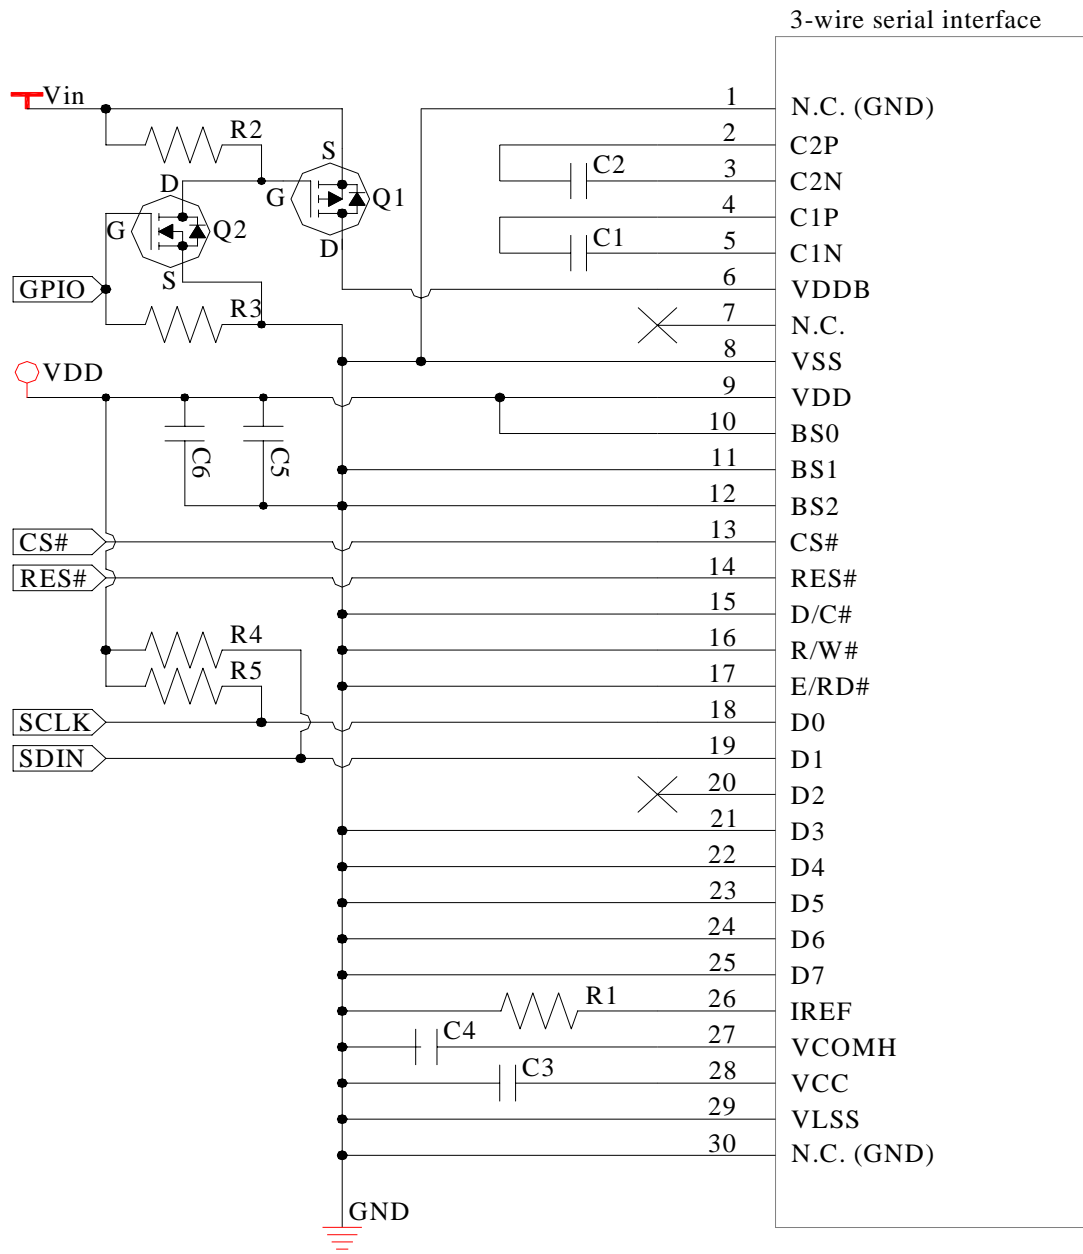 3-wire serial interface
Vin
1 N.C. (GND)
R2
2 C2P
S
C2
3 C2N
D
G Q1
4 C1P
G Q2
C1
D
5 C1N
S
6 VDDB
GPIO
R3
7 N.C.
8 VSS
VDD
9 VDD
10 BS0
C6 C5
11 BS1
12 BS2
CS# 13 CS#
RES# 14 RES#
15 D/C#
R4
16 R/W#
R5
17 E/RD#
SCLK 18 D0
SDIN 19 D1
20 D2
21 D3
22 D4
23 D5
24 D6
25 D7
R1 26 IREF
C4 27 VCOMH
C3 28 VCC
29 VLSS
30 N.C. (GND)
GND